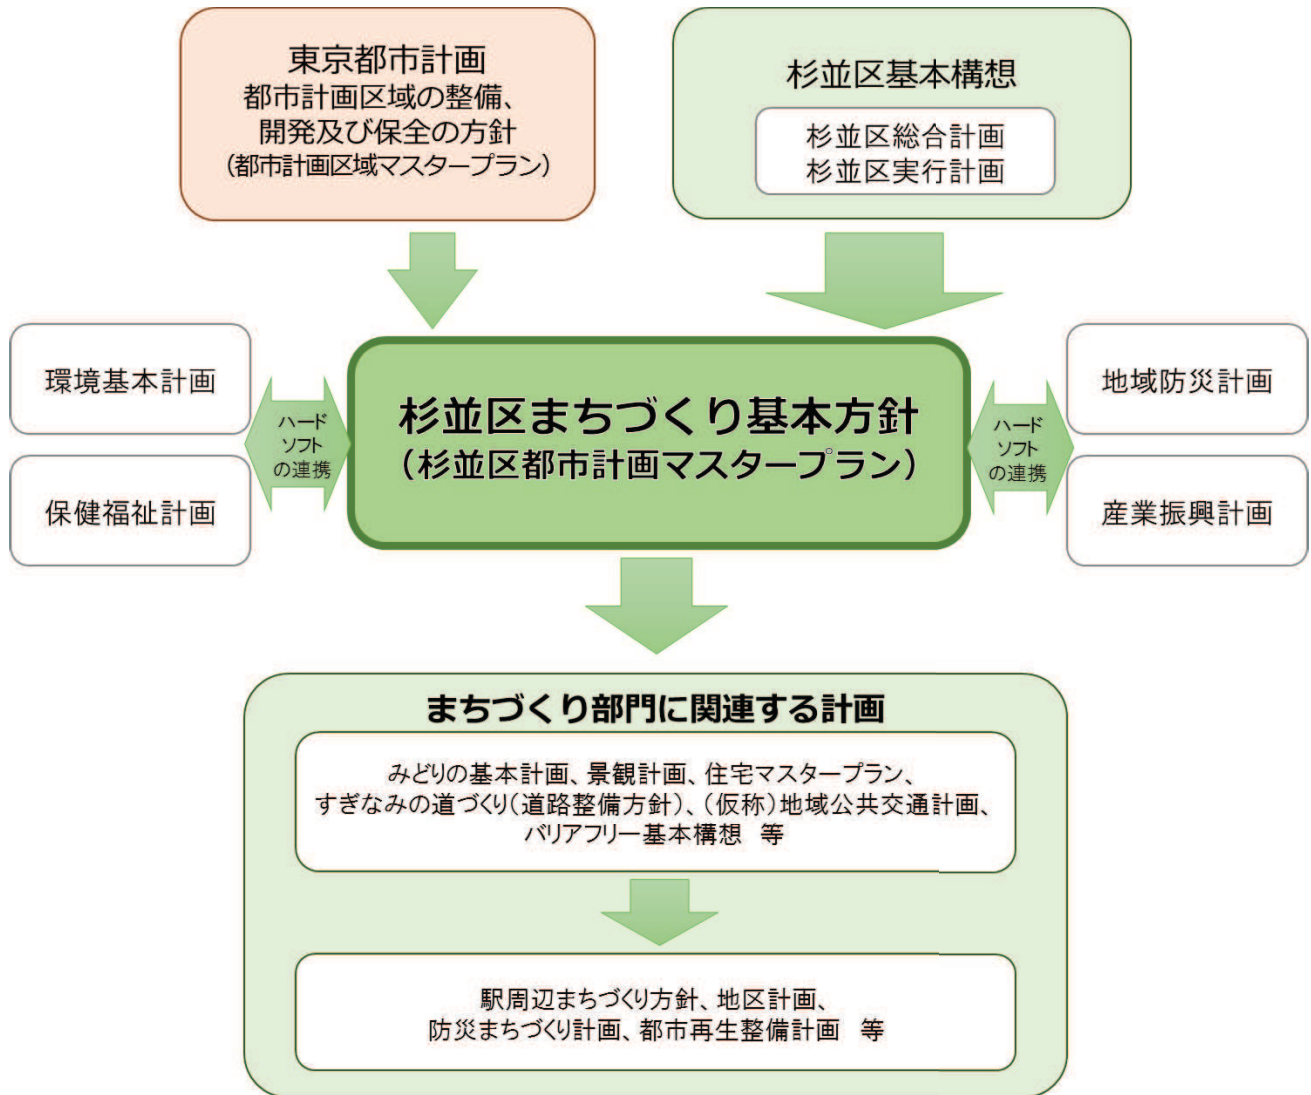 東京都市計画
都市計画区域の整備、
開発及び保全の方針
(都市計画区域マスタープラン)
杉並区基本構想
杉並区総合計画
杉並区実行計画
環境基本計画
保健福祉計画
ハード
ソフト
の連携
杉並区まちづくり基本方針
（杉並区都市計画マスタープラン）
ハード
ソフト
の連携
地域防災計画
産業振興計画
まちづくり部門に関連する計画
みどりの基本計画、景観計画、住宅マスタープラン、
すぎなみの道づくり(道路整備方針)、(仮称)地域公共交通計画、
バリアフリー基本構想　等
駅周辺まちづくり方針、地区計画、
防災まちづくり計画、都市再生整備計画　等